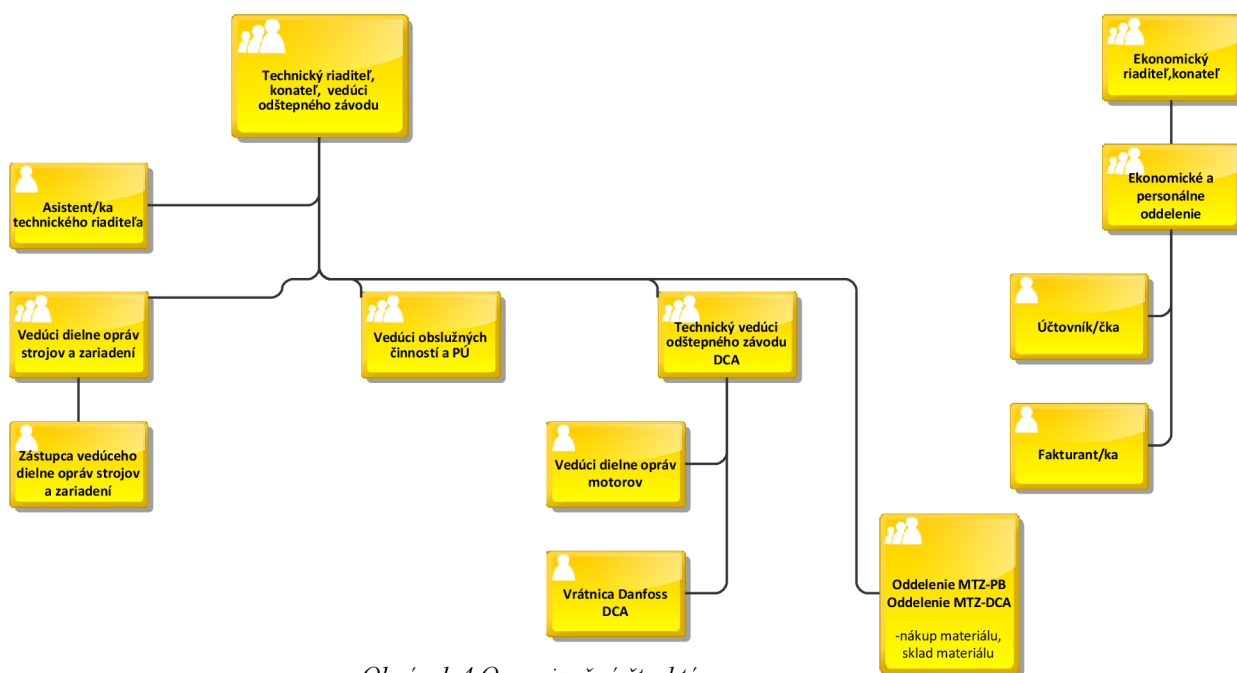 Technický riaditeľ,
konateľ, vedúci
odštepného závodu
Ekonomický
riaditeľ,konateľ
Asistent/ka
technického riaditeľa
Ekonomické a
personálne
oddelenie
Vedúci dielne opráv
strojov a zariadení
Vedúci obslužných
činností a PÚ
Technický vedúci
odštepného závodu
DCA
Účtovník/čka
Zástupca vedúceho
dielne opráv strojov
a zariadení
Vedúci dielne opráv
motorov
Fakturant/ka
Vrátnica Danfoss
DCA
Oddelenie MTZ-PB
Oddelenie MTZ-DCA
-nákup materiálu,
sklad materiálu